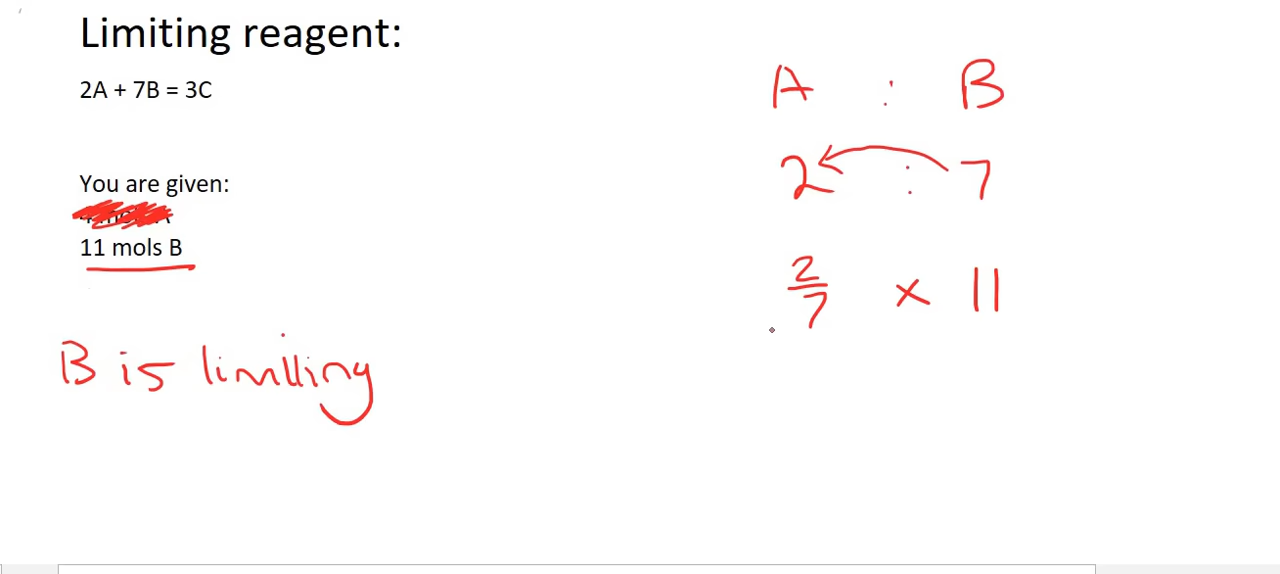 Limiting reagent:
2A + 7B = 3C
You are given:
11 mols B
B is limiting
A : B
2 : 7
2/7 × 11